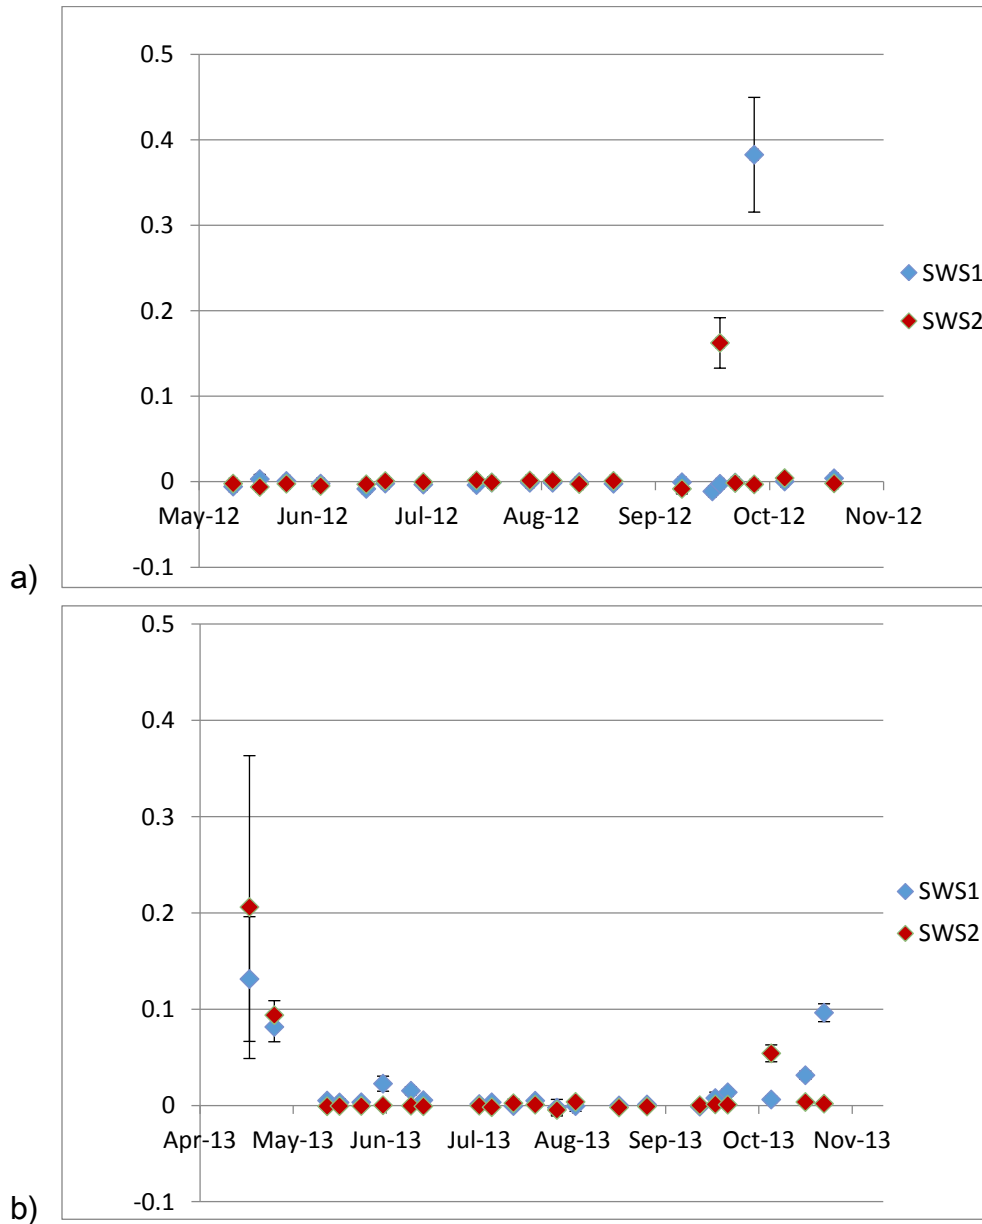 0.5
0.4
0.3
0.2
0.1
0
-0.1
May-12 Jun-12 Jul-12 Aug-12 Sep-12 Oct-12 Nov-12
SWS1
SWS2
a)
0.5
0.4
0.3
0.2
0.1
0
-0.1
Apr-13 May-13 Jun-13 Jul-13 Aug-13 Sep-13 Oct-13 Nov-13
SWS1
SWS2
b)